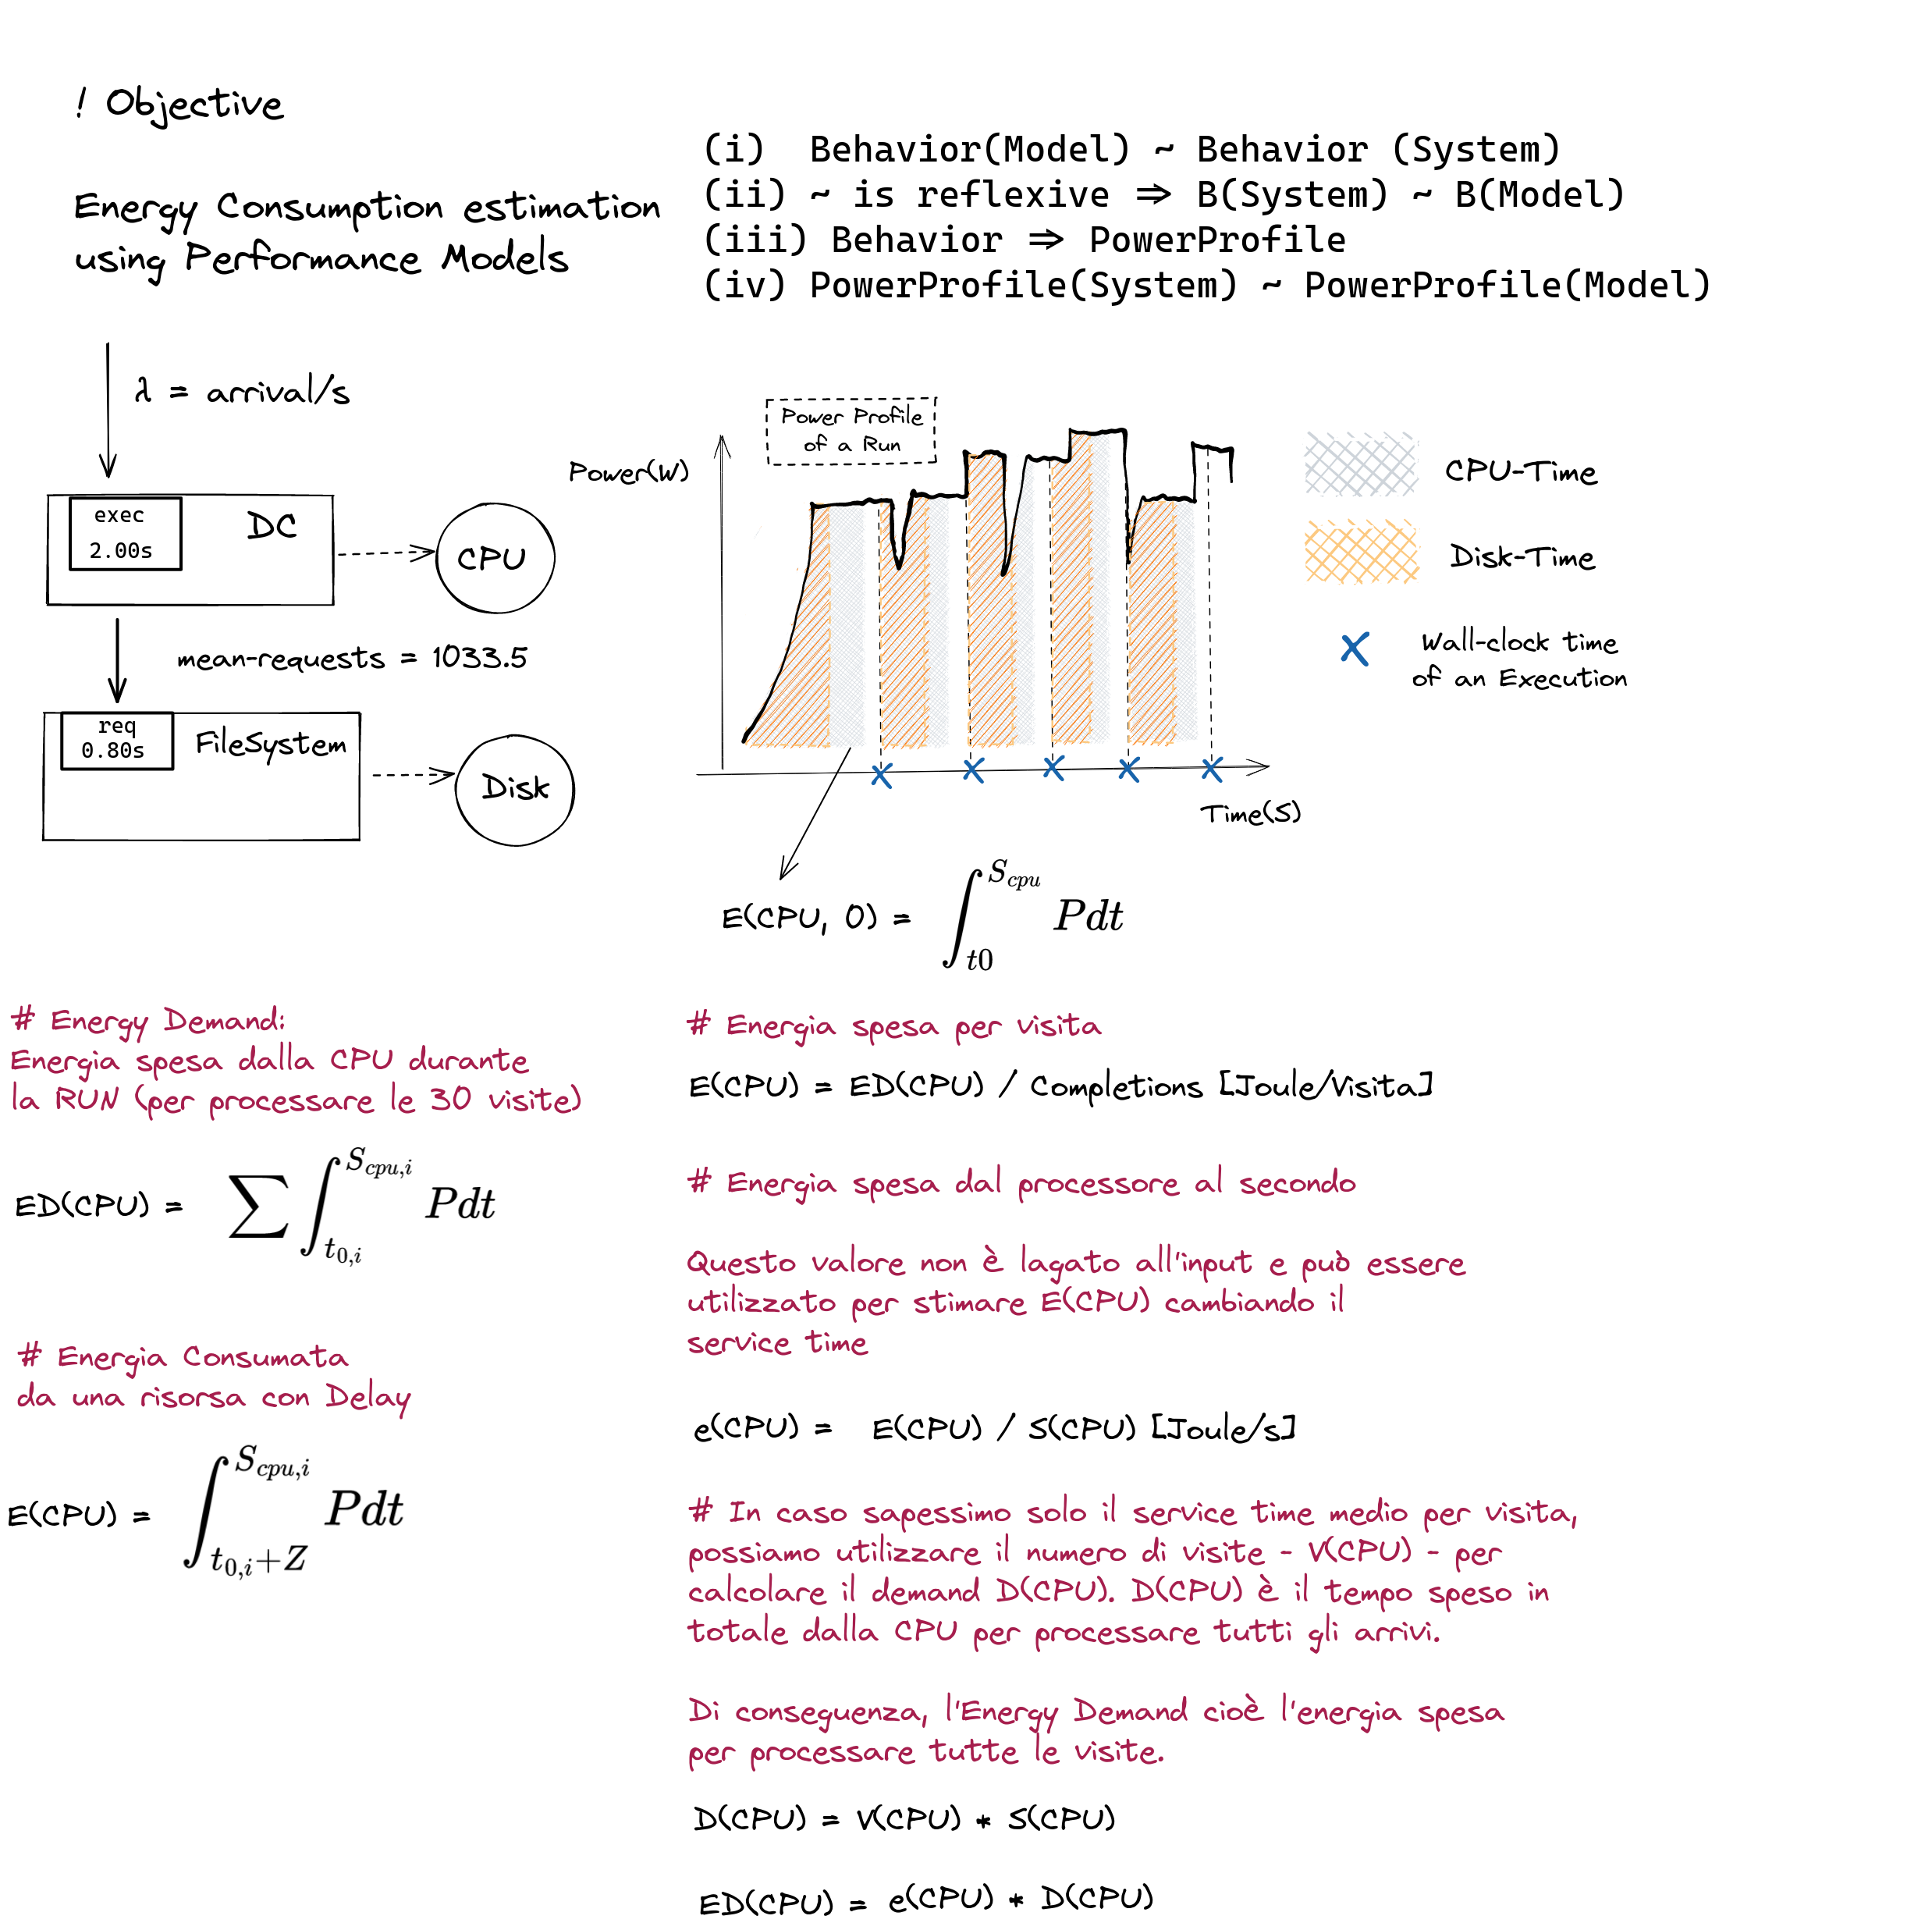 ! Objective
Energy Consumption estimation
using Performance Models
(i) Behavior(Model) ~ Behavior (System)
(ii) ~ is reflexive ⇒ B(System) ~ B(Model)
(iii) Behavior ⇒ PowerProfile
(iv) PowerProfile(System) ~ PowerProfile(Model)
λ = arrival/s
exec
2.00s
DC
CPU
mean-requests = 1033.5
req
0.80s
FileSystem
Disk
Power Profile
of a Run
Power(W)
Time(S)
CPU-Time
Disk-Time
Wall-clock time
of an Execution
E(CPU, 0) = ∫_{t0}^{S_{cpu}} Pdt
# Energy Demand:
Energia spesa dalla CPU durante
la RUN (per processare le 30 visite)
ED(CPU) = ∑ ∫_{t_{0,i}}^{S_{cpu,i}} Pdt
# Energia Consumata
da una risorsa con Delay
E(CPU) = ∫_{t_{0,i}+Z}^{S_{cpu,i}} Pdt
# Energia spesa per visita
E(CPU) = ED(CPU) / Completions [Joule/Visita]
# Energia spesa dal processore al secondo
Questo valore non è lagato all'input e può essere
utilizzato per stimare E(CPU) cambiando il
service time
e(CPU) = E(CPU) / S(CPU) [Joule/s]
# In caso sapessimo solo il service time medio per visita,
possiamo utilizzare il numero di visite - V(CPU) - per
calcolare il demand D(CPU). D(CPU) è il tempo speso in
totale dalla CPU per processare tutti gli arrivi.
Di conseguenza, l'Energy Demand cioè l'energia spesa
per processare tutte le visite.
D(CPU) = V(CPU) * S(CPU)
ED(CPU) = e(CPU) * D(CPU)